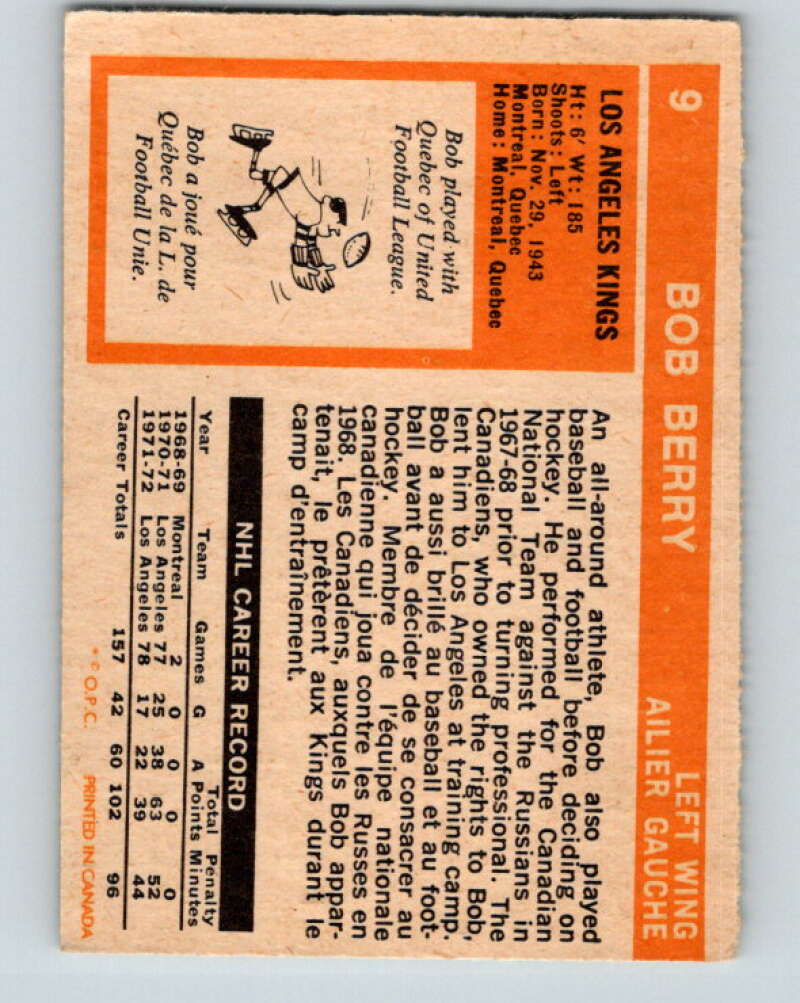 9 BOB BERRY
LEFT WING
AILIER GAUCHE
LOS ANGELES KINGS
Ht: 6' Wt: 185
Shoots: Left
Born: Nov. 29, 1943
Montreal, Quebec
Home: Montreal, Quebec
Bob played with
Quebec of United
Football League.
Bob a joué pour
Québec de la L. de
Football Unie.
An all-around athlete, Bob also played
baseball and football before deciding on
hockey. He performed for the Canadian
National Team against the Russians in
1967-68 prior to turning professional. The
Canadiens, who owned the rights to Bob,
lent him to Los Angeles at training camp.
Bob a aussi brillé au baseball et au foot-
ball avant de décider de se consacrer au
hockey. Membre de l'équipe nationale
canadienne qui joua contre les Russes en
1968. Les Canadiens, auxquels Bob appar-
tenait, le prêtèrent aux Kings durant le
camp d'entraînement.
NHL CAREER RECORD
Total Penalty
Year Team Games G A Points Minutes
1968-69 Montreal 2 0 0 0 0
1970-71 Los Angeles 77 25 38 63 52
1971-72 Los Angeles 78 17 22 39 44
Career Totals 157 42 60 102 96
* © O.P.C. PRINTED IN CANADA